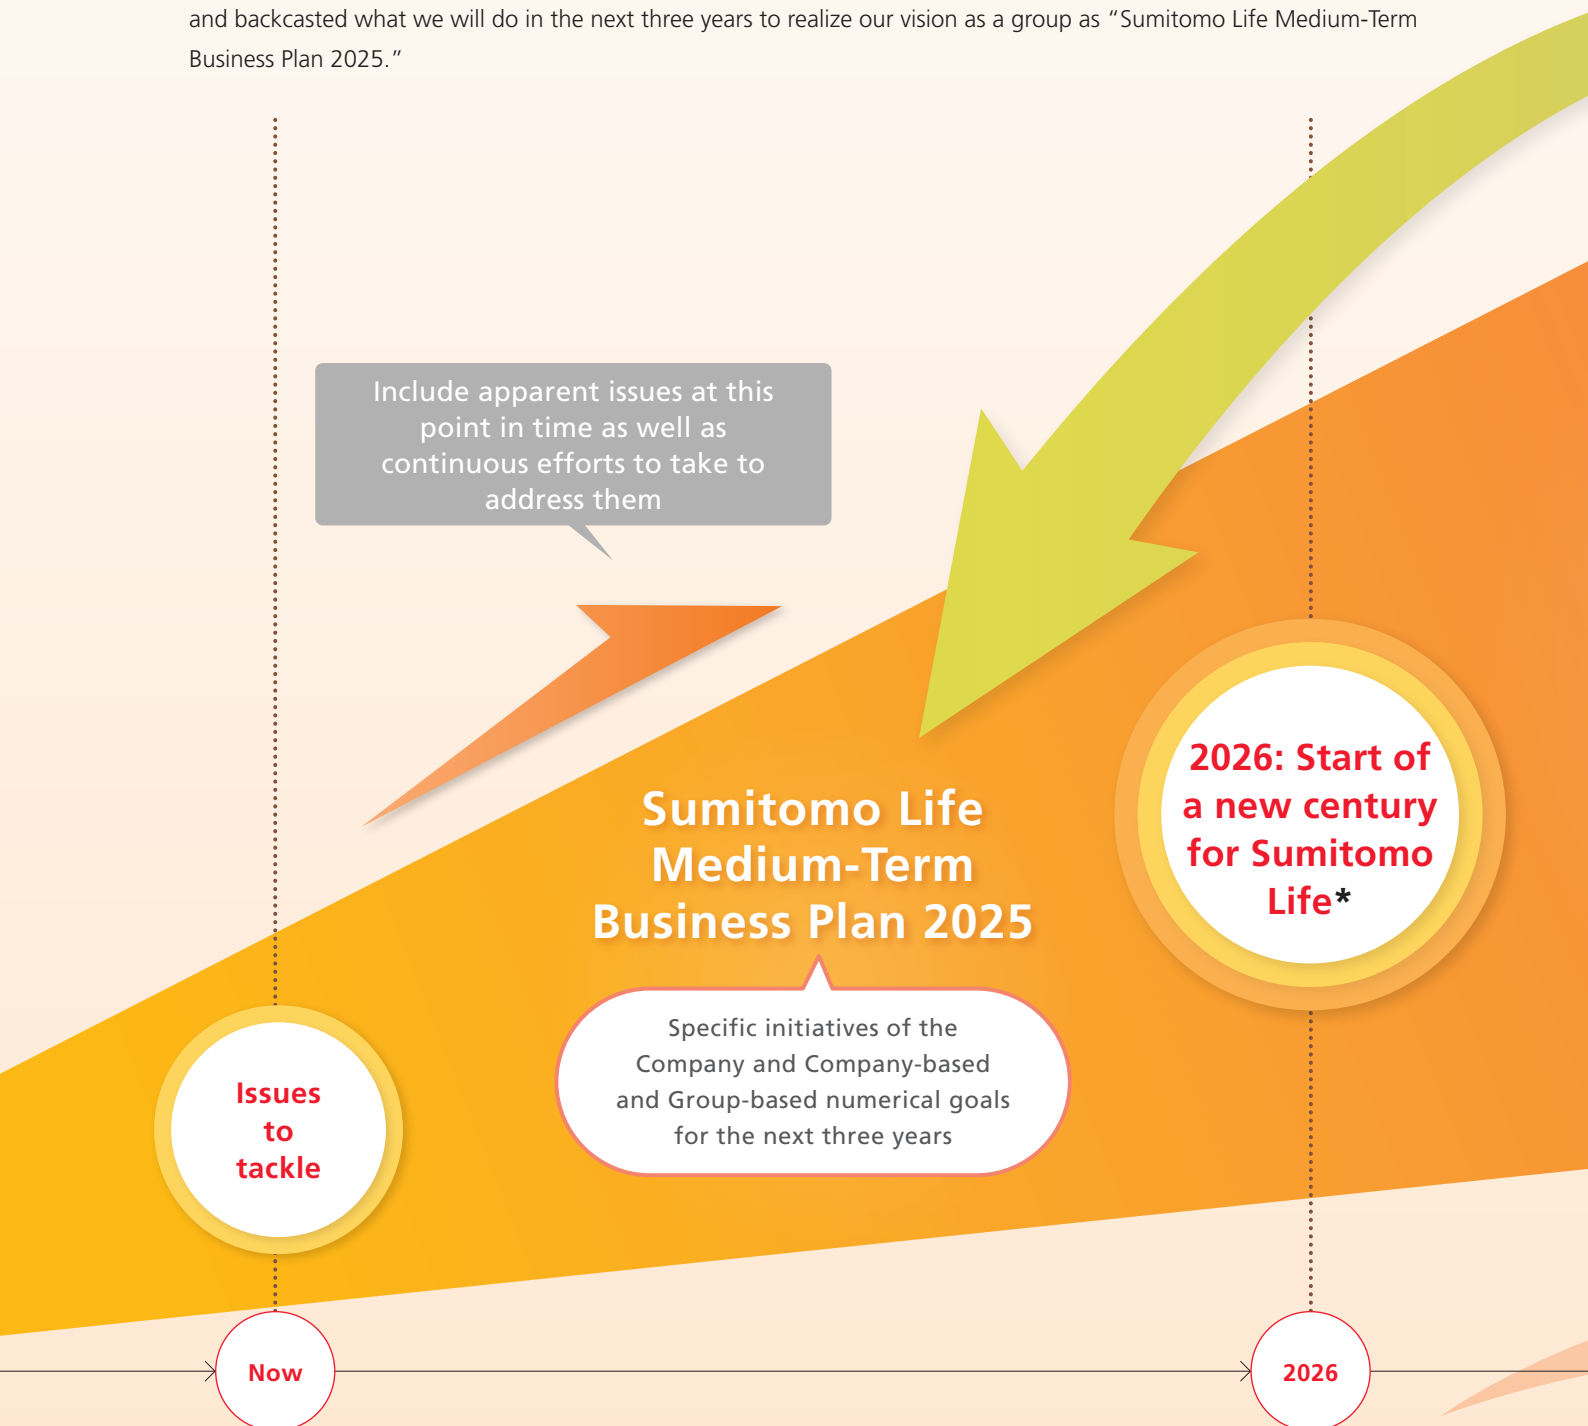 and backcasted what we will do in the next three years to realize our vision as a group as “Sumitomo Life Medium-Term
Business Plan 2025.”
Include apparent issues at this
point in time as well as
continuous efforts to take to
address them
Sumitomo Life
Medium-Term
Business Plan 2025
Specific initiatives of the
Company and Company-based
and Group-based numerical goals
for the next three years
2026: Start of
a new century
for Sumitomo
Life*
Issues
to
tackle
Now
2026